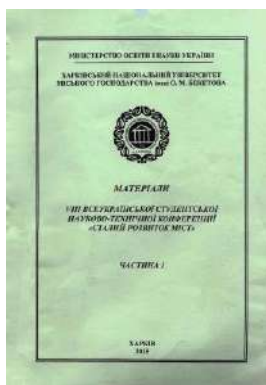 МІНІСТЕРСТВО ОСВІТИ І НАУКИ УКРАЇНИ
ХАРКІВСЬКИЙ НАЦІОНАЛЬНИЙ УНІВЕРСИТЕТ
МІСЬКОГО ГОСПОДАРСТВА імені О. М. БЕКЕТОВА
МАТЕРІАЛИ
VIII ВСЕУКРАЇНСЬКОЇ СТУДЕНТСЬКОЇ
НАУКОВО-ТЕХНІЧНОЇ КОНФЕРЕНЦІЇ
«СТАЛИЙ РОЗВИТОК МІСТ»
ЧАСТИНА 1
ХАРКІВ